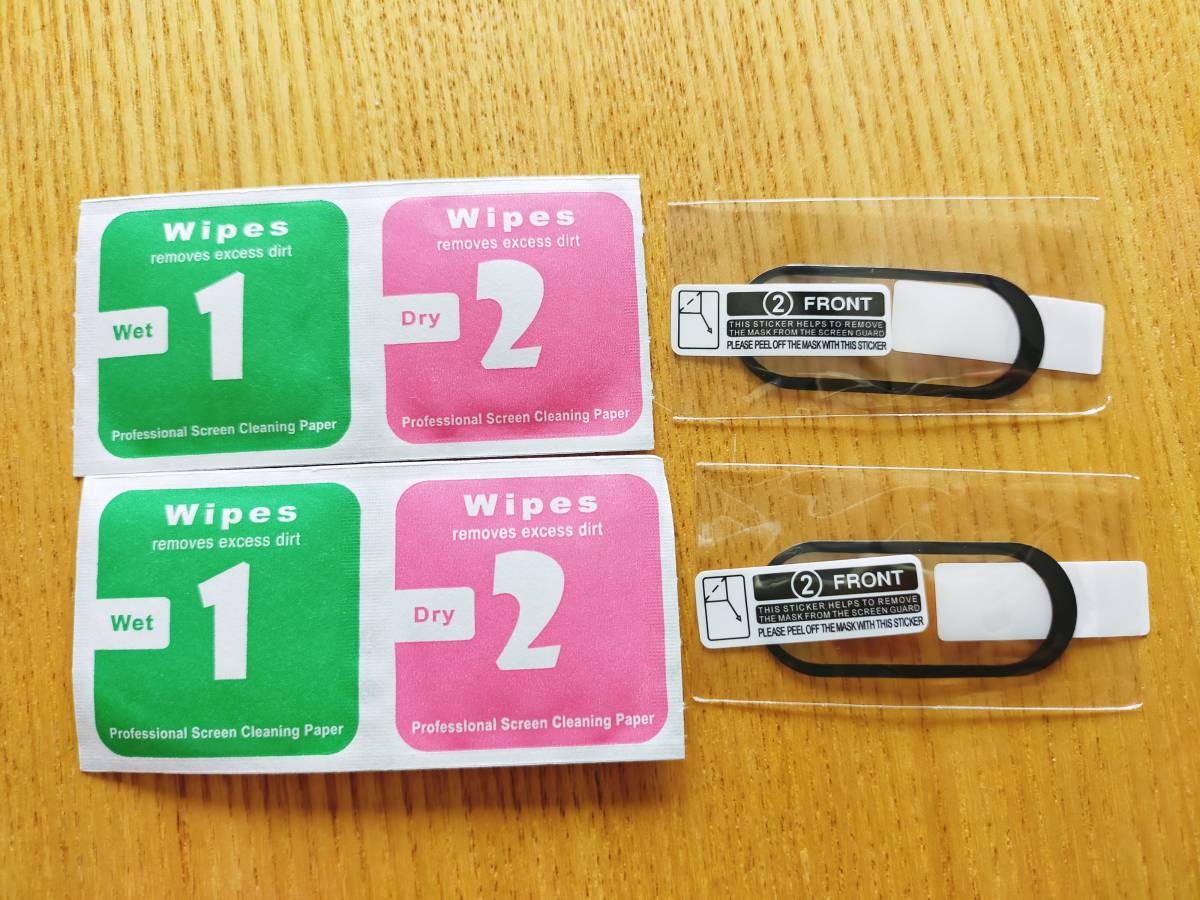 Wipes
removes excess dirt
1
Wet
Professional Screen Cleaning Paper
Wipes
removes excess dirt
2
Dry
Professional Screen Cleaning Paper
2 FRONT
THIS STICKER HELPS TO REMOVE
THE MASK FROM THE SCREEN GUARD
PLEASE PEEL OFF THE MASK WITH THIS STICKER
Wipes
removes excess dirt
1
Wet
Professional Screen Cleaning Paper
Wipes
removes excess dirt
2
Dry
Professional Screen Cleaning Paper
2 FRONT
THIS STICKER HELPS TO REMOVE
THE MASK FROM THE SCREEN GUARD
PLEASE PEEL OFF THE MASK WITH THIS STICKER